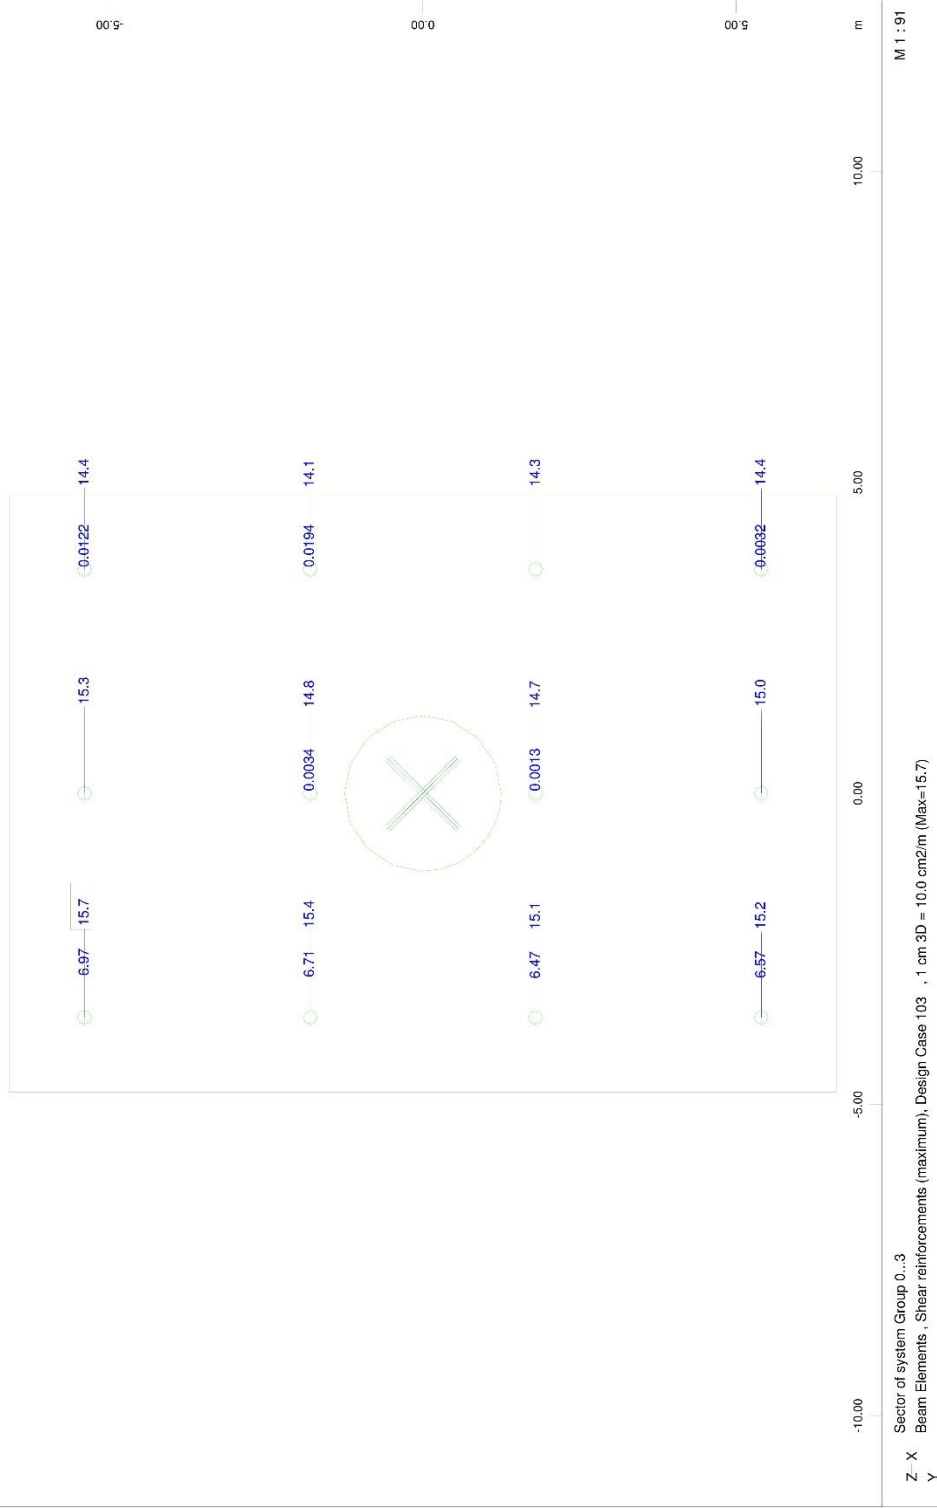 -5.00
6.97 15.7 15.3 0.0122 14.4
6.71 15.4 0.0034 14.8 0.0194 14.1
0.00
6.47 15.1 0.0013 14.7 14.3
5.00
6.57 15.2 15.0 0.0032 14.4
-10.00 -5.00 0.00 5.00 10.00 m
Sector of system Group 0...3
M 1 : 91
Beam Elements , Shear reinforcements (maximum), Design Case 103 , 1 cm 3D = 10.0 cm2/m (Max=15.7)
Z X
Y